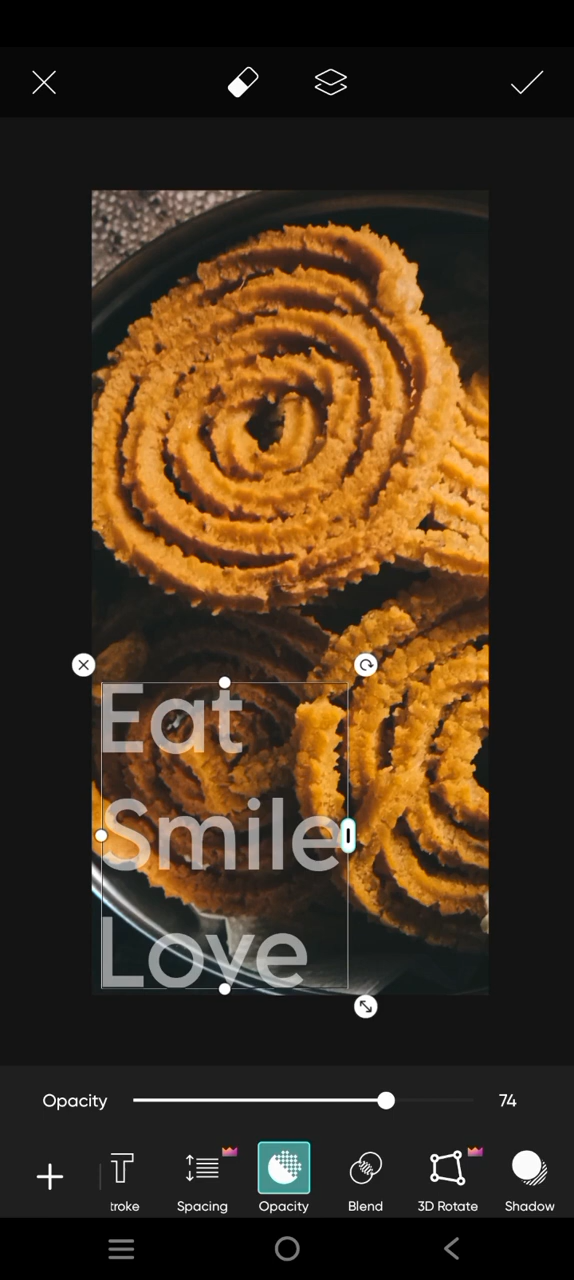 Eat
Smile
Love
Opacity 74
troke Spacing Opacity Blend 3D Rotate Shadow